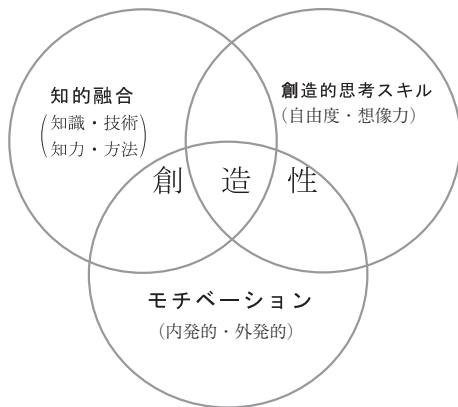 知的融合
(知識・技術
知力・方法)
創造的思考スキル
(自由度・想像力)
創造性
モチベーション
(内発的・外発的)